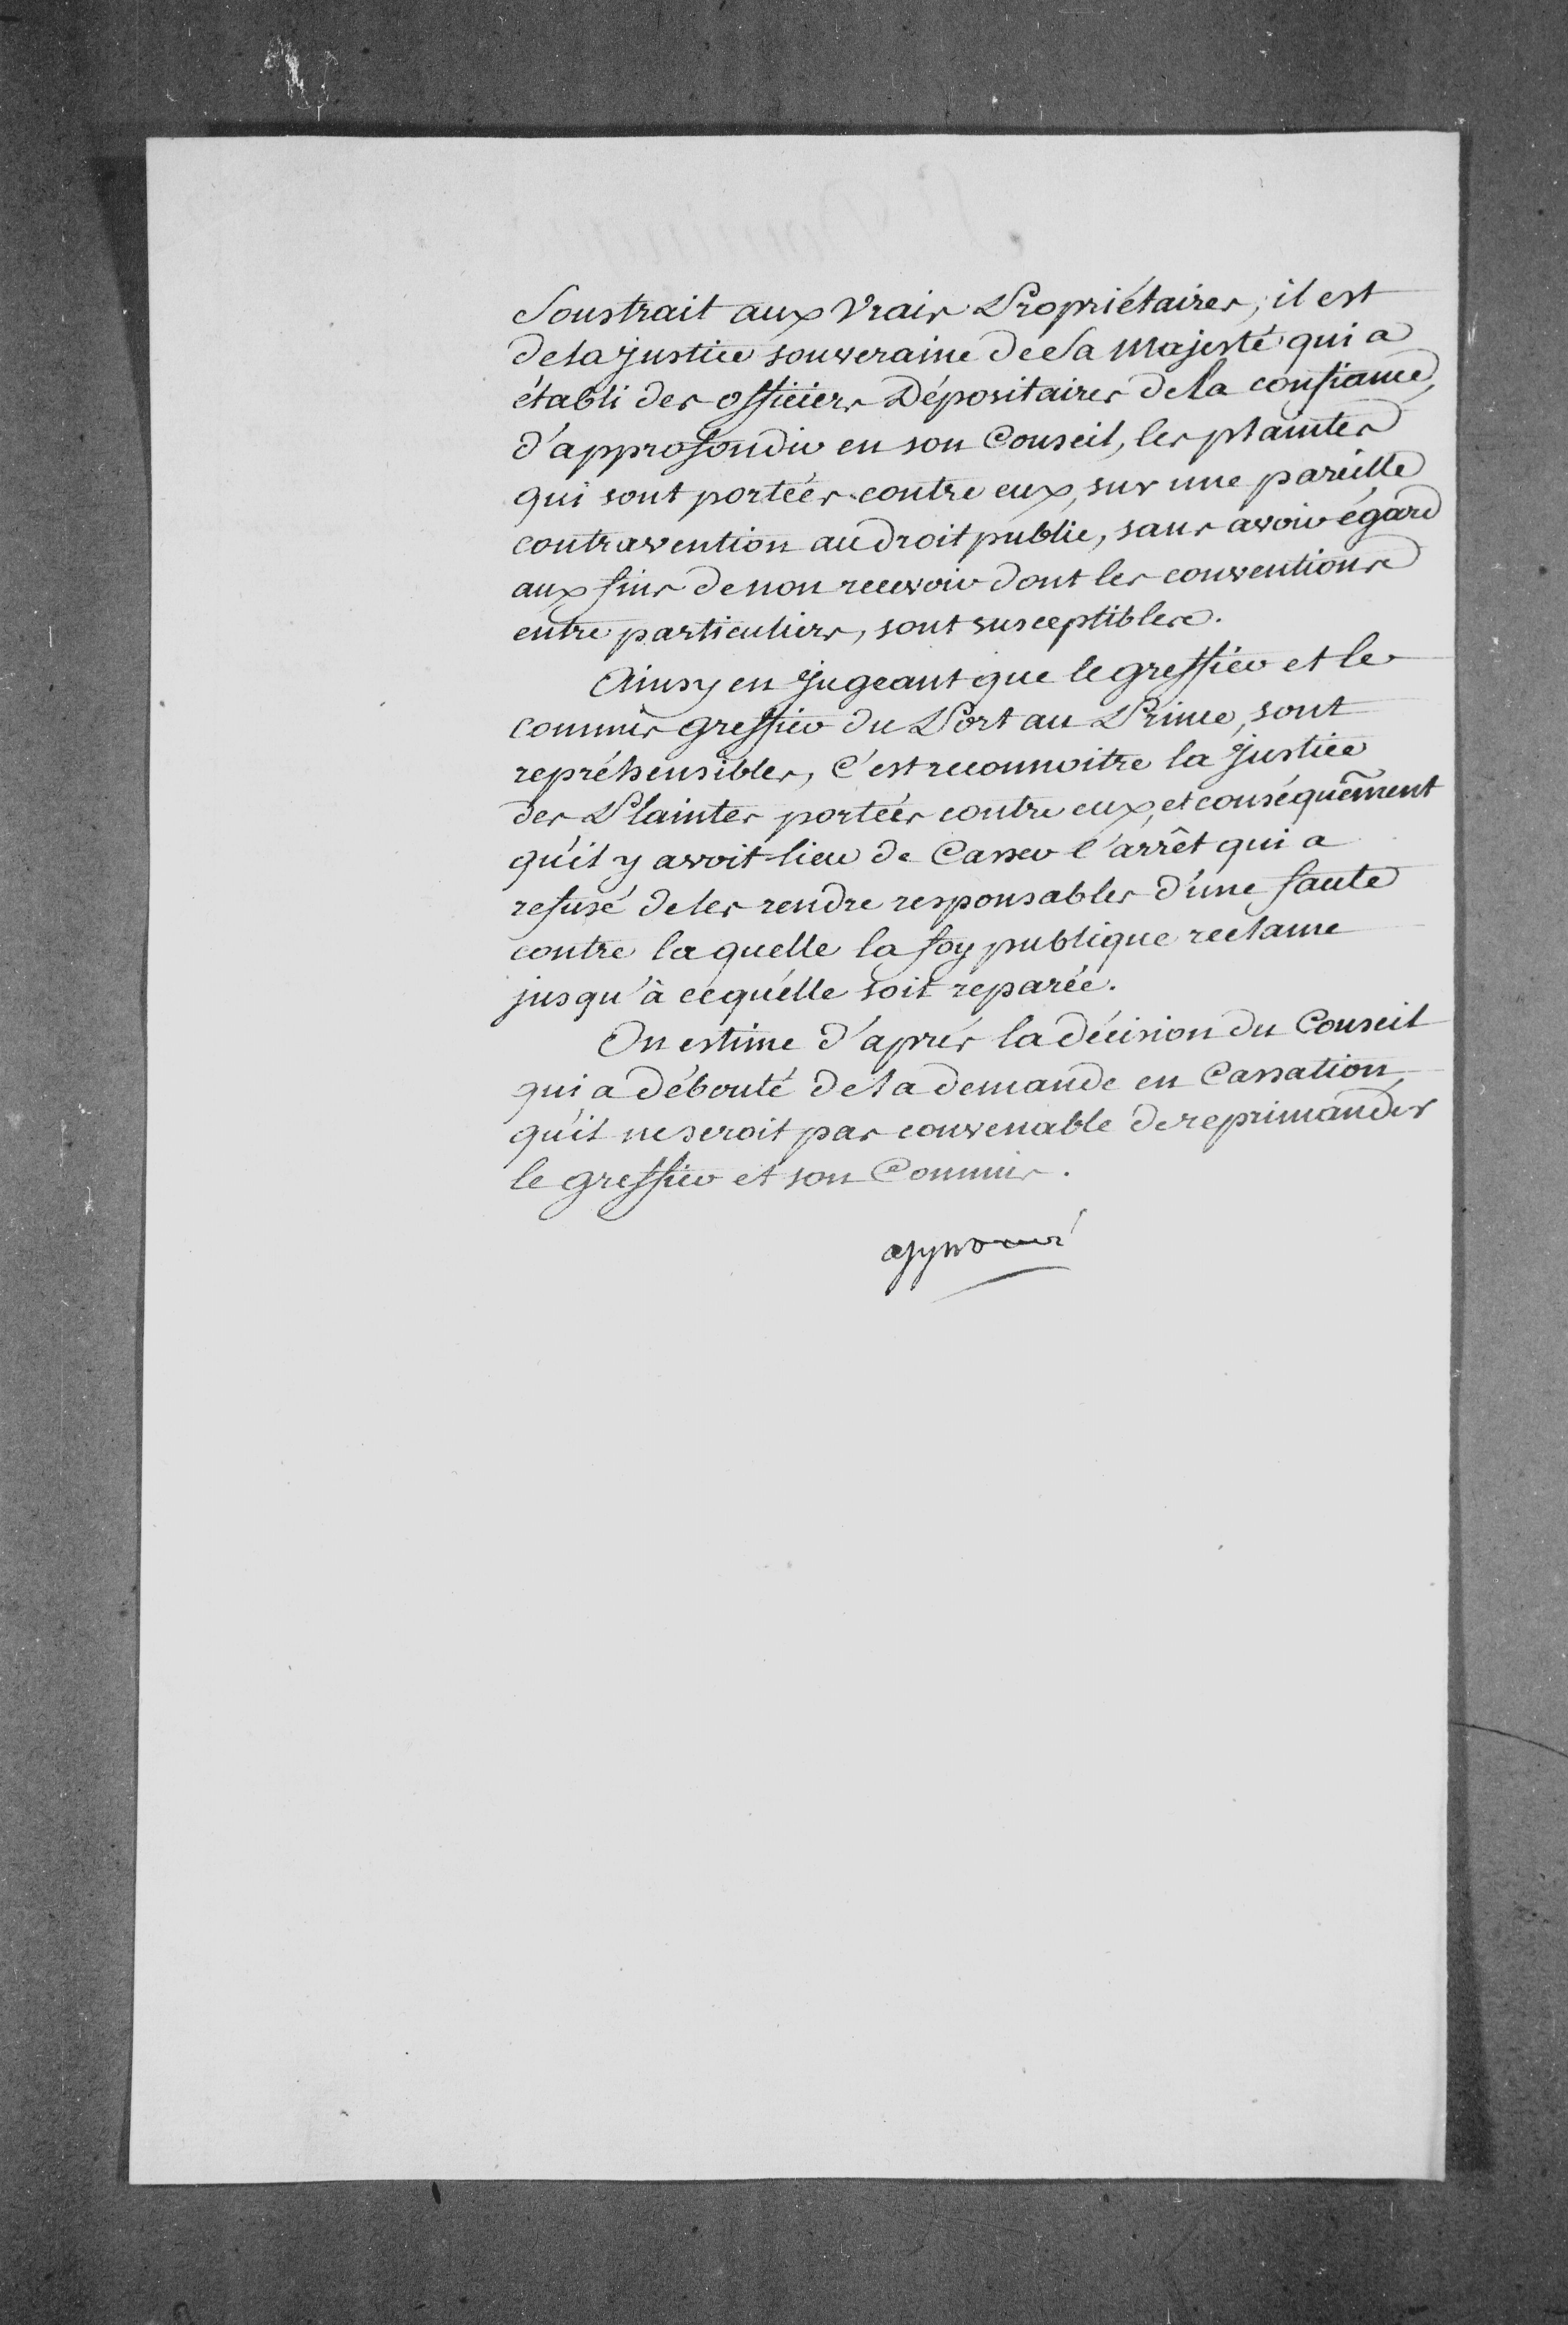 Soustrait aux Vrais Propriétaires, il est
de la justice souveraine de Sa Majesté qui a
établi des officiers Dépositaires de la confiance,
d'approfondir en son Conseil, les plaintes
qui sont portées contre eux, sur une pareille
contravention au droit public, sans avoir égard
aux fins de non recevoir dont les conventions
entre particuliers, sont susceptibles.
Ainsy en jugeant que le greffier et le
commis greffier du Port au Prince, sont
repréhensibles, c'est reconnoitre la justice
des Plaintes portées contre eux, et conséquemment
qu'il y avoit lieu de Casser l'arrêt qui a
refusé de les rendre responsables d'une faute
contre laquelle la foy publique reclame
jusqu'à ce qu'elle soit reparée.
On estime d'après la décision du Conseil
qui a débouté de la demande en Cassation,
qu'il ne seroit pas convenable de reprimander
le greffier et son Commis.
approuvé